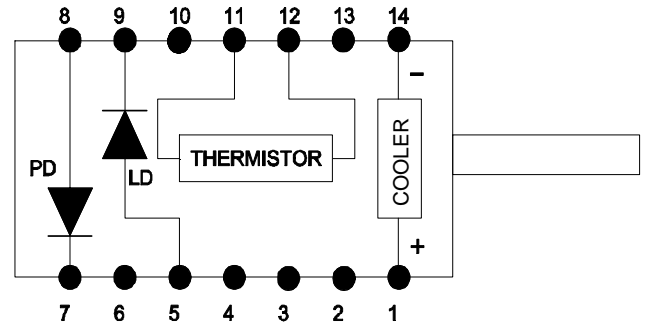 8 9 10 11 12 13 14
−
PD
LD
THERMISTOR
COOLER
+
7 6 5 4 3 2 1